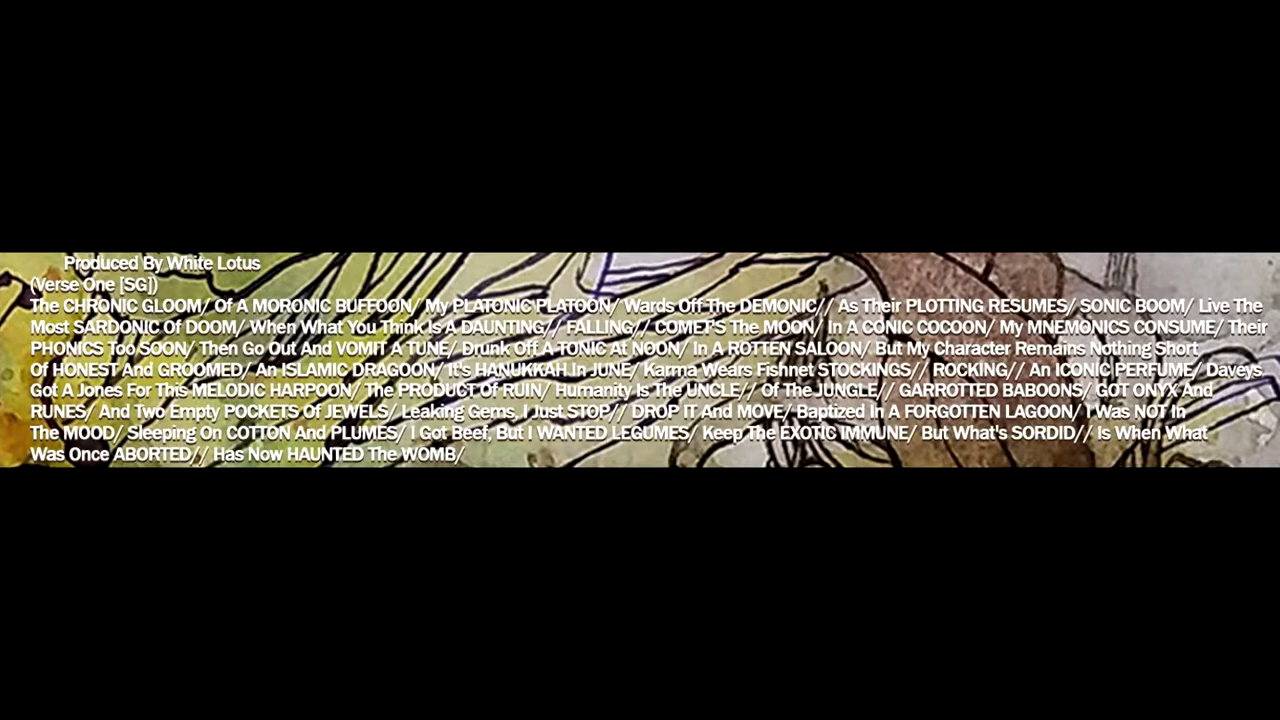 Produced By White Lotus
(Verse One [SG])
The CHRONIC GLOOM/ Of A MORONIC BUFFOON/ My PLATONIC PLATOON/ Wards Off The DEMONIC// As Their PLOTTING RESUMES/ SONIC BOOM/ Live The
Most SARDONIC Of DOOM/ When What You Think Is A DAUNTING// FALLING// COMET'S The MOON/ In A CONIC COCOON/ My MNEMONICS CONSUME/ Their
PHONICS Too SOON/ Then Go Out And VOMIT A TUNE/ Drunk Off A TONIC At NOON/ In A ROTTEN SALOON/ But My Character Remains Nothing Short
Of HONEST And GROOMED/ An ISLAMIC DRAGOON/ It's HANUKKAH In JUNE/ Karma Wears Fishnet STOCKINGS// ROCKING// An ICONIC PERFUME/ Daveys
Got A Jones For This MELODIC HARPOON/ The PRODUCT Of RUIN/ Humanity Is The UNCLE// Of The JUNGLE// GARROTTED BABOONS/ GOT ONYX And
RUNES/ And Two Empty POCKETS Of JEWELS/ Leaking Gems, I Just STOP// DROP IT And MOVE/ Baptized In A FORGOTTEN LAGOON/ I Was NOT In
The MOOD/ Sleeping On COTTON And PLUMES/ I Got Beef, But I WANTED LEGUMES/ Keep The EXOTIC IMMUNE/ But What's SORDID// Is When What
Was Once ABORTED// Has Now HAUNTED The WOMB/